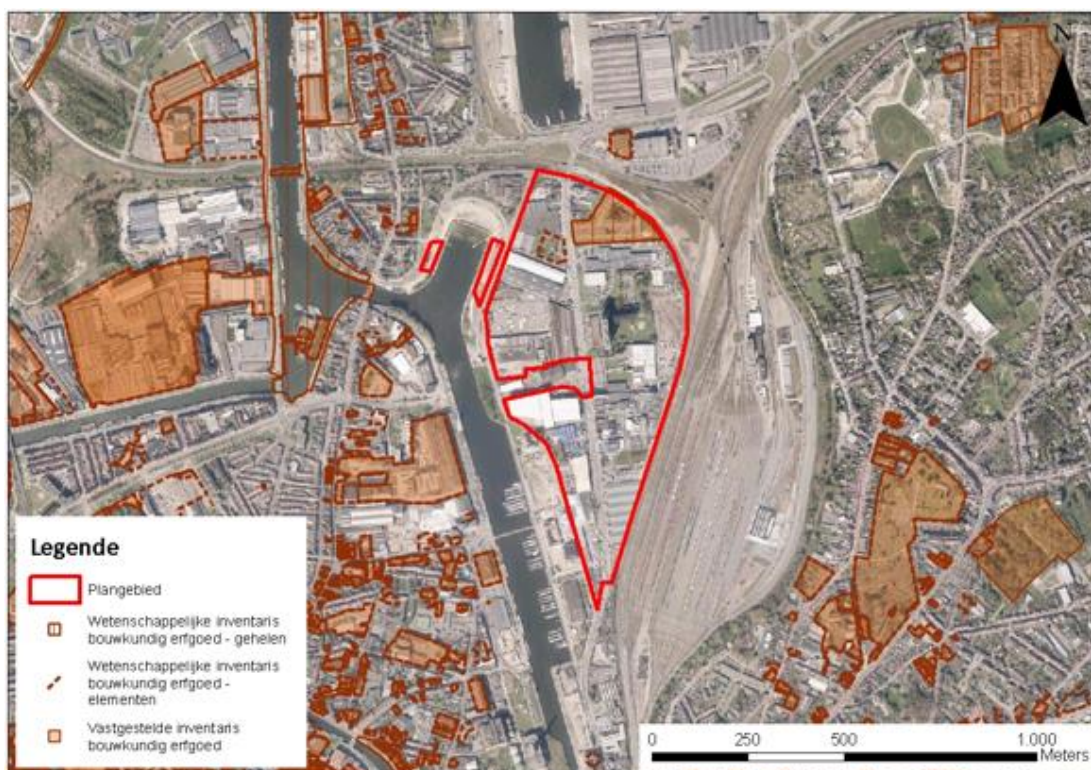 N
Legende
Plangebied
Wetenschappelijke inventaris
bouwkundig erfgoed - gehelen
Wetenschappelijke inventaris
bouwkundig erfgoed -
elementen
Vastgestelde inventaris
bouwkundig erfgoed
0 250 500 1.000
Meters